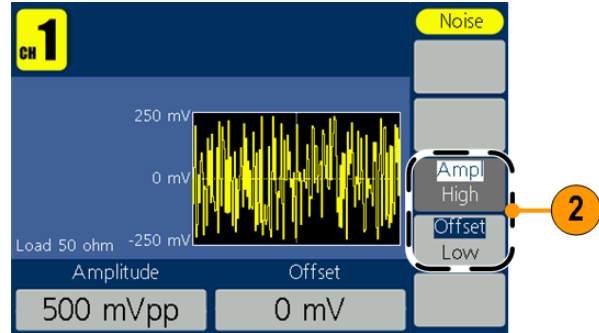 CH 1
Noise
250 mV
0 mV
-250 mV
Load 50 ohm
Ampl
High
Offset
Low
2
Amplitude
Offset
500 mVpp
0 mV